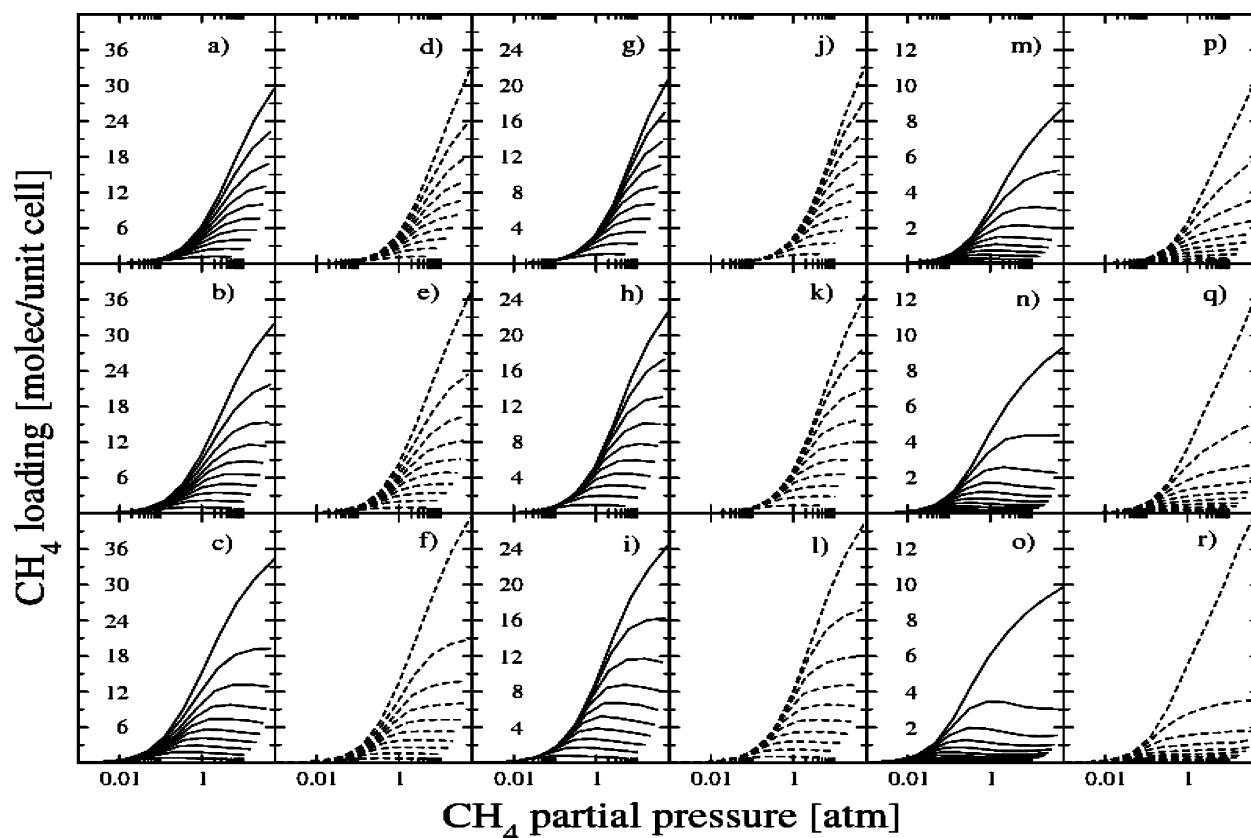 36 a) d) 24 g) j) 12 m) p)
30 20 10
24 16 8
18 12 6
12 8 4
6 4 2
36 b) e) 24 h) k) 12 n) q)
30 20 10
24 16 8
18 12 6
12 8 4
6 4 2
36 c) f) 24 i) l) 12 o) r)
30 20 10
24 16 8
18 12 6
12 8 4
6 4 2
0.01 1 0.01 1 0.01 1 0.01 1 0.01 1 0.01 1
CH4 loading [molec/unit cell]
CH4 partial pressure [atm]